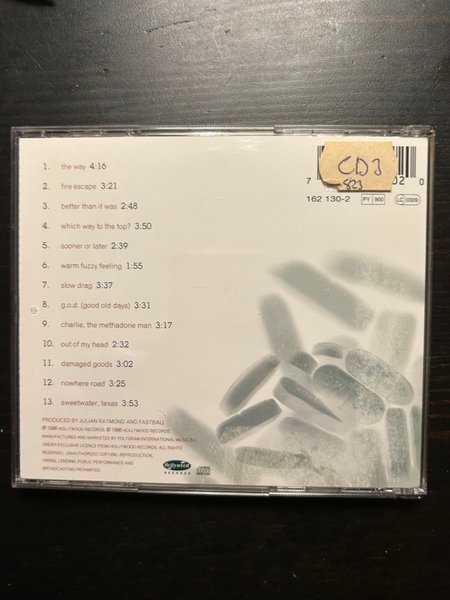 1. the way 4:16
2. fire escape 3:21
3. better than it was 2:48
4. which way to the top? 3:50
5. sooner or later 2:39
6. warm fuzzy feeling 1:55
7. slow drag 3:37
8. g.o.d. (good old days) 3:31
9. charlie, the methadone man 3:17
10. out of my head 2:32
11. damaged goods 3:02
12. nowhere road 3:25
13. sweetwater, texas 3:53
CD3
823
7 02 0
162 130-2 PY 900 LC 0309
PRODUCED BY JULIAN RAYMOND AND FASTBALL
℗ 1998 HOLLYWOOD RECORDS. © 1998 HOLLYWOOD RECORDS.
MANUFACTURED AND MARKETED BY POLYGRAM INTERNATIONAL MUSIC B.V.
UNDER EXCLUSIVE LICENCE FROM HOLLYWOOD RECORDS. ALL RIGHTS
RESERVED. UNAUTHORIZED COPYING, REPRODUCTION,
HIRING, LENDING, PUBLIC PERFORMANCE AND
BROADCASTING PROHIBITED.
Hollywood
RECORDS